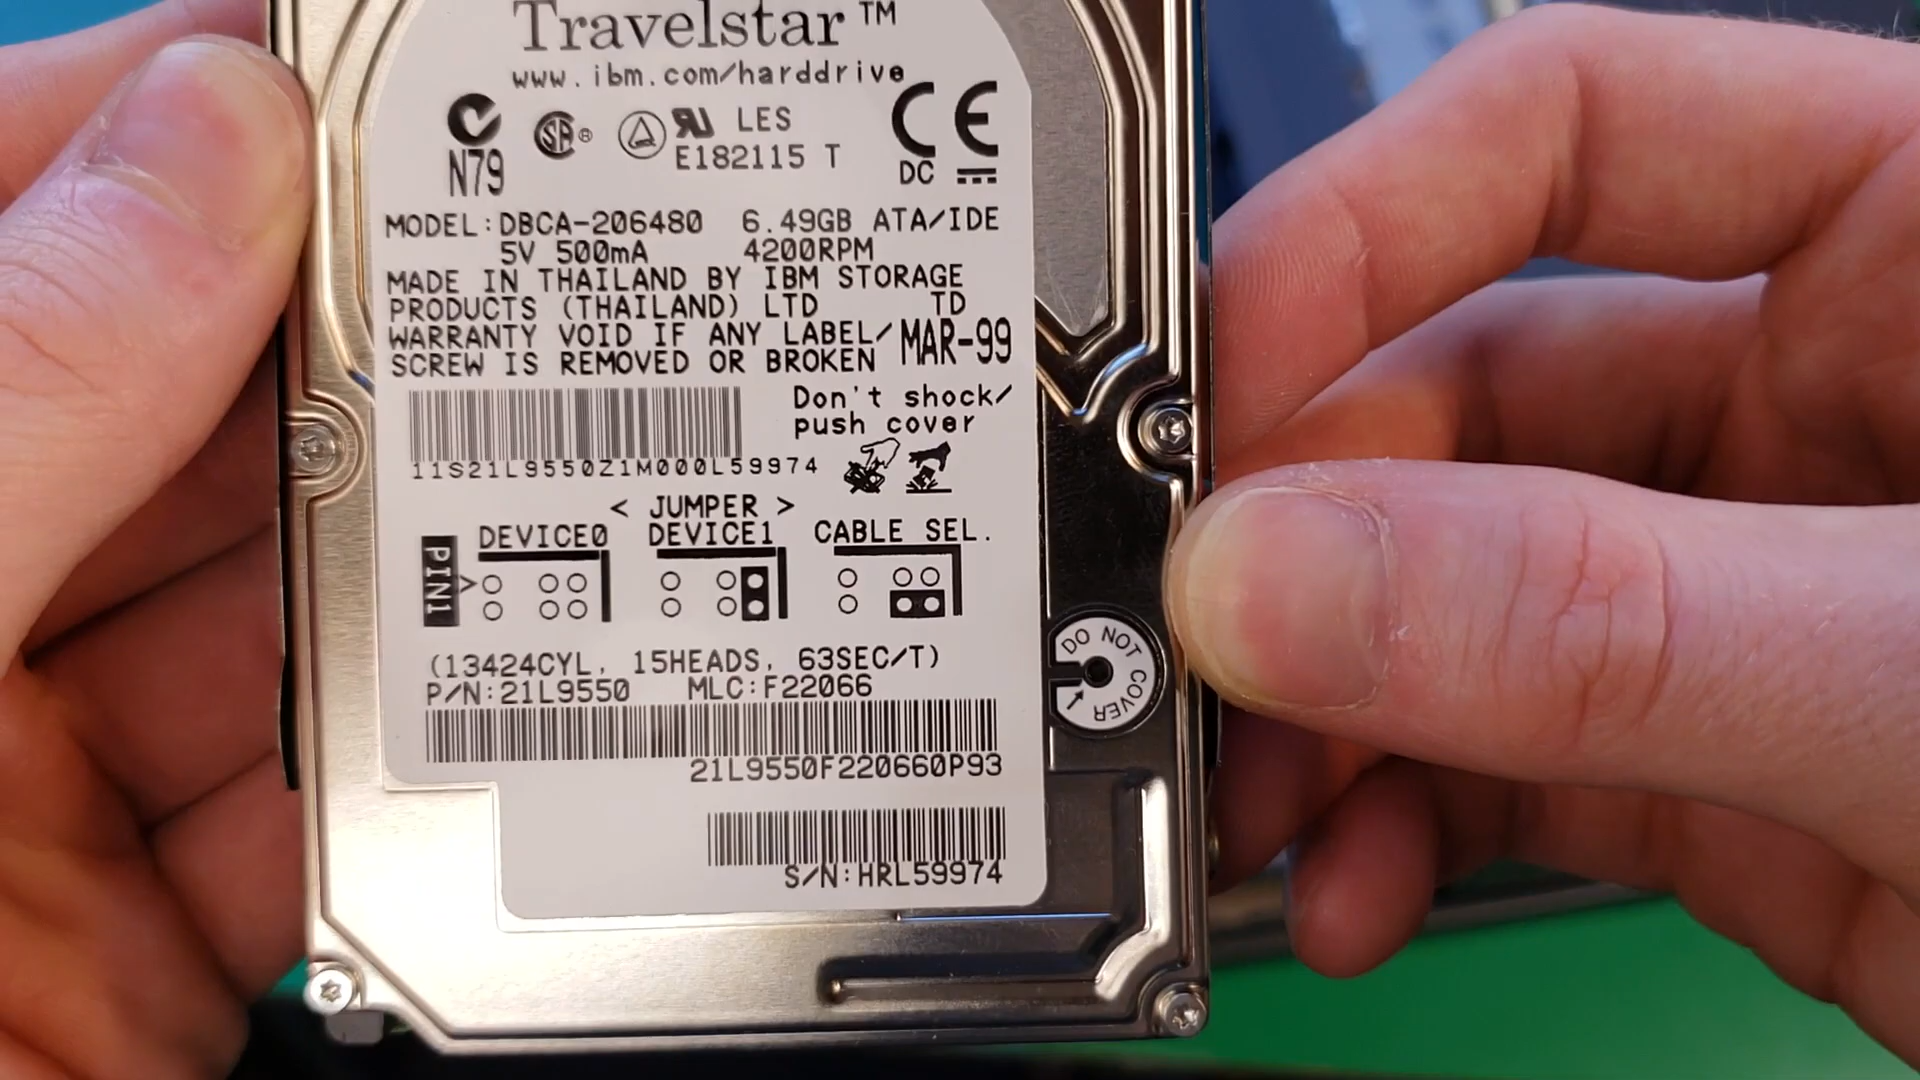 Travelstar™
www.ibm.com/harddrive
N79
SA®
LES
E182115 T
CE
DC
MODEL:DBCA-206480 6.49GB ATA/IDE
5V 500mA 4200RPM
MADE IN THAILAND BY IBM STORAGE
PRODUCTS (THAILAND) LTD TD
WARRANTY VOID IF ANY LABEL/
SCREW IS REMOVED OR BROKEN MAR-99
Don't shock/
push cover
11S21L9550Z1M000L59974
< JUMPER >
DEVICE0 DEVICE1 CABLE SEL.
PIN1
DO NOT COVER
(13424CYL. 15HEADS. 63SEC/T)
P/N:21L9550 MLC:F22066
21L9550F220660P93
S/N:HRL59974